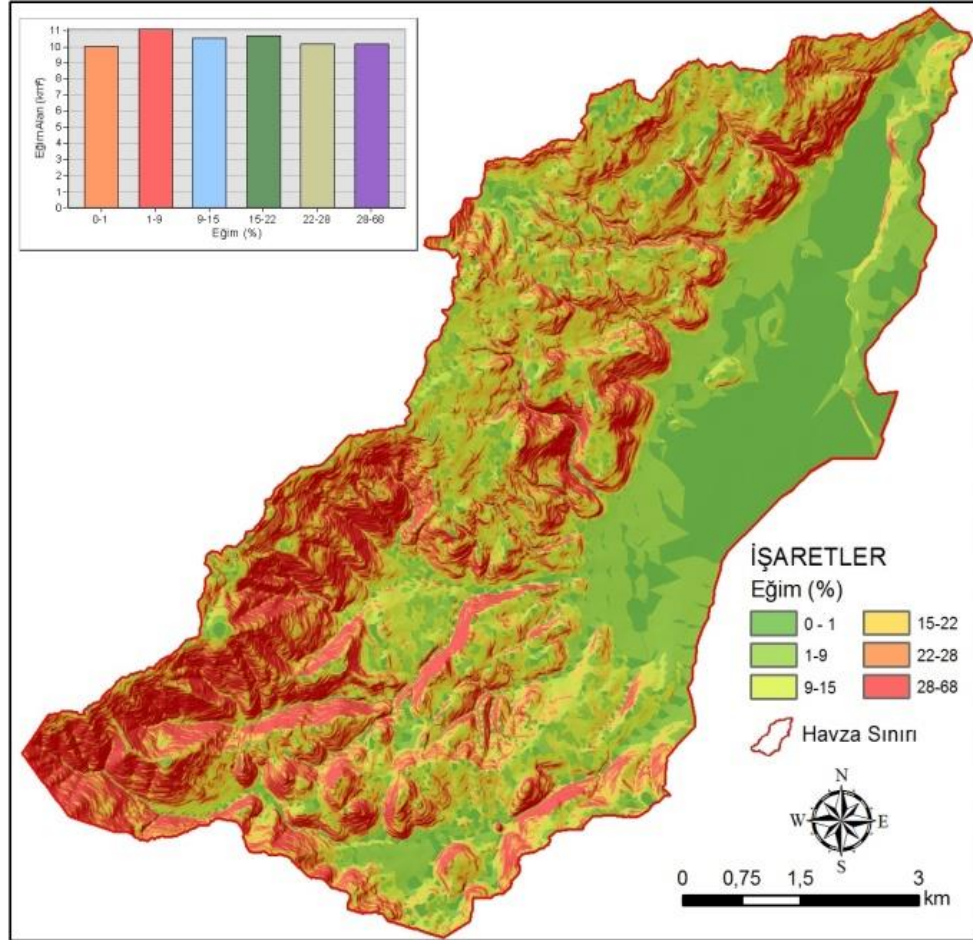 Eğim Alan (km²)
11
10
9
8
7
6
5
4
3
2
1
0
0-1 1-9 9-15 15-22 22-28 28-68
Eğim (%)
İŞARETLER
Eğim (%)
0 - 1 15-22
1-9 22-28
9-15 28-68
Havza Sınırı
N
W E
S
0 0,75 1,5 3
km